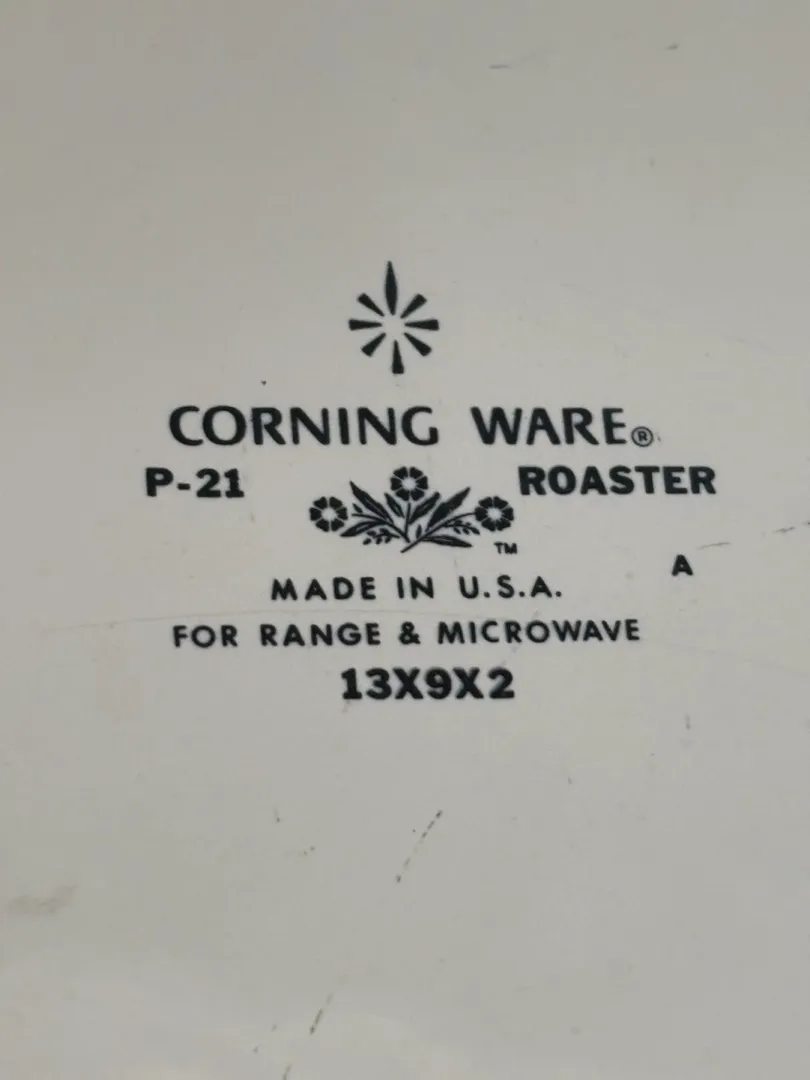 CORNING WARE®
P-21 ROASTER
™
A
MADE IN U.S.A.
FOR RANGE & MICROWAVE
13X9X2